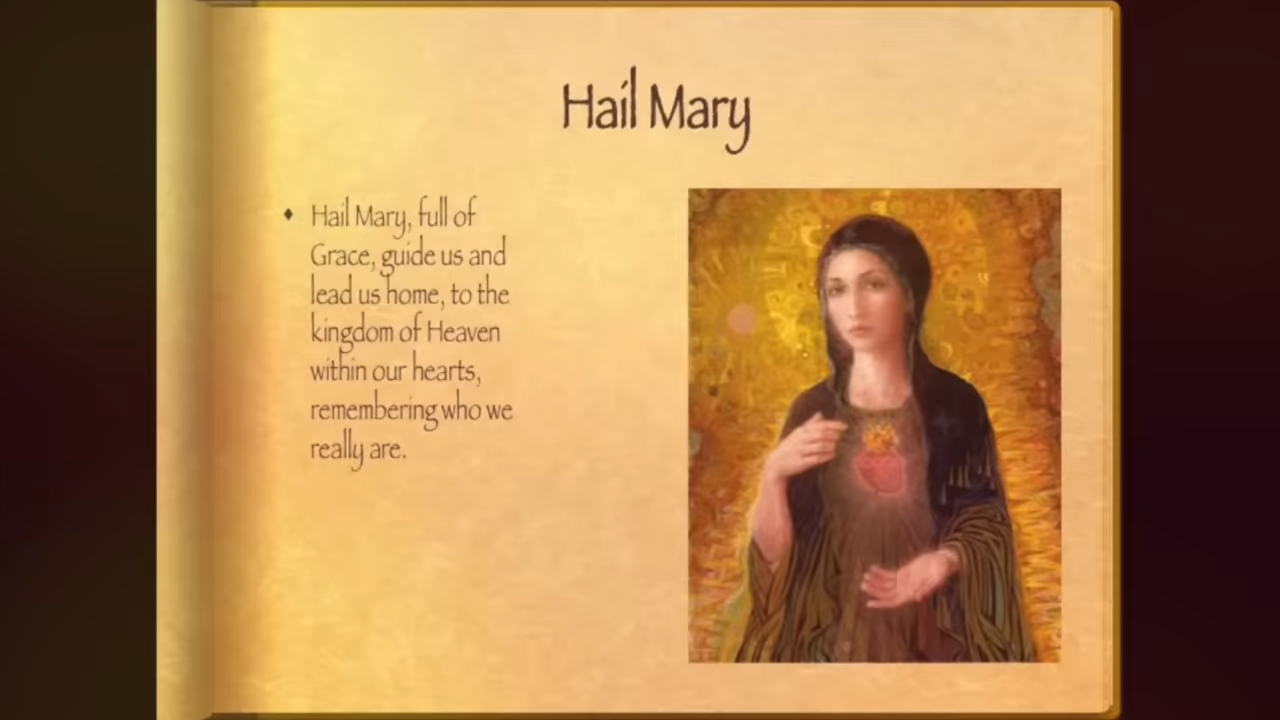 Hail Mary
Hail Mary, full of
Grace, guide us and
lead us home, to the
kingdom of Heaven
within our hearts,
remembering who we
really are.